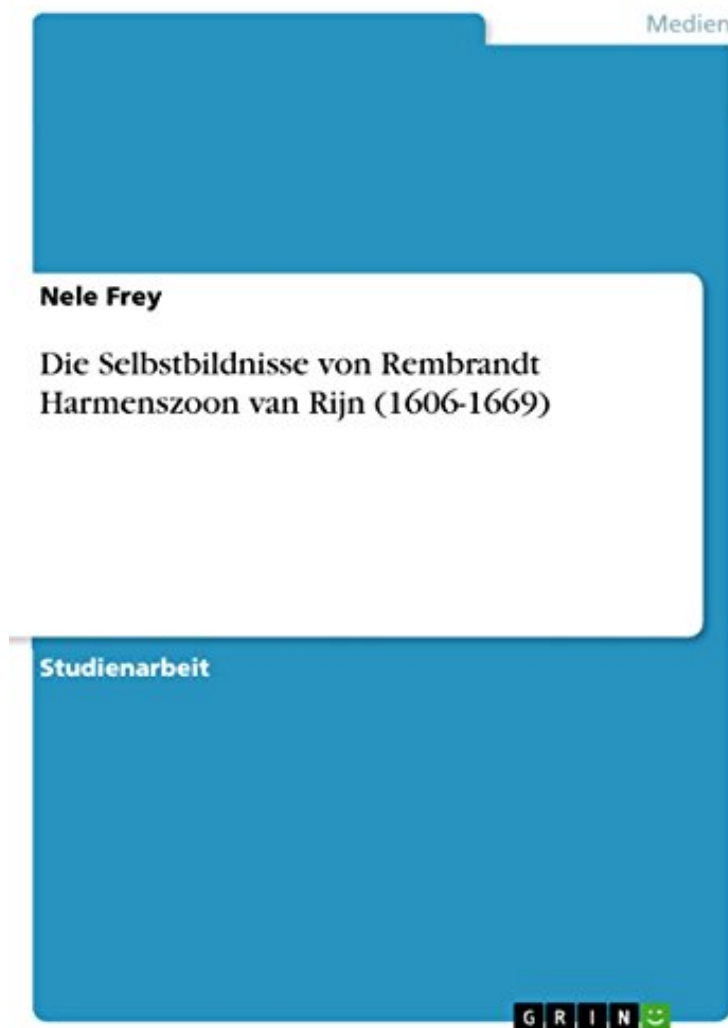 Medien
Nele Frey
Die Selbstbildnisse von Rembrandt
Harmenszoon van Rijn (1606-1669)
Studienarbeit
GRIN